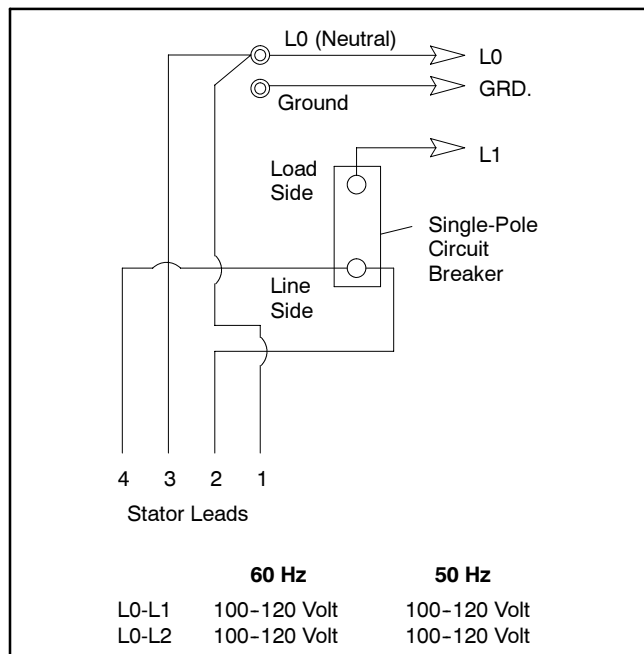 L0 (Neutral)
L0
GRD.
Ground
L1
Load
Side
Single-Pole
Circuit
Breaker
Line
Side
4 3 2 1
Stator Leads
60 Hz 50 Hz
L0-L1 100-120 Volt 100-120 Volt
L0-L2 100-120 Volt 100-120 Volt